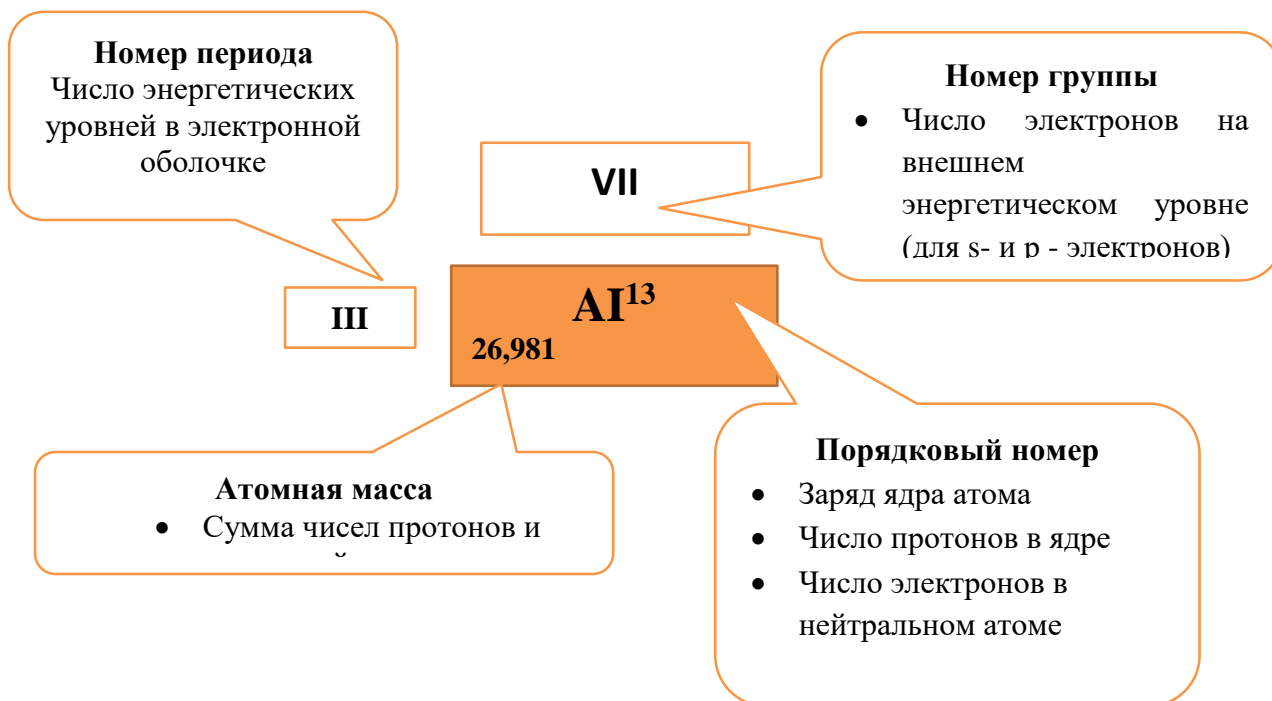 Номер периода
Число энергетических
уровней в электронной
оболочке
Номер группы
• Число электронов на
внешнем
энергетическом уровне
(для s- и p - электронов)
VII
III
AI¹³
26,981
Атомная масса
• Сумма чисел протонов и
Порядковый номер
• Заряд ядра атома
• Число протонов в ядре
• Число электронов в
нейтральном атоме